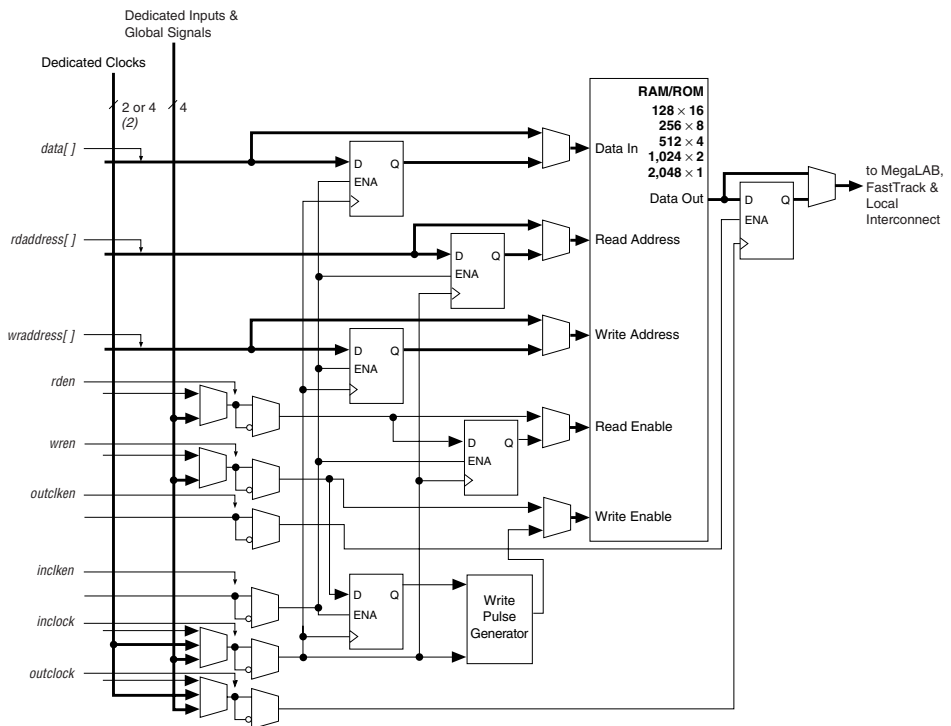 Dedicated Inputs &
Global Signals
Dedicated Clocks
2 or 4
(2)
4
RAM/ROM
128 × 16
256 × 8
512 × 4
1,024 × 2
2,048 × 1
data[ ]
D
Q
ENA
Data In
Data Out
to MegaLAB,
FastTrack &
Local
Interconnect
D
Q
ENA
rdaddress[ ]
D
Q
ENA
Read Address
wraddress[ ]
D
Q
ENA
Write Address
rden
Read Enable
D
Q
ENA
wren
outclken
Write Enable
inclken
D
Q
ENA
Write
Pulse
Generator
inclock
outclock